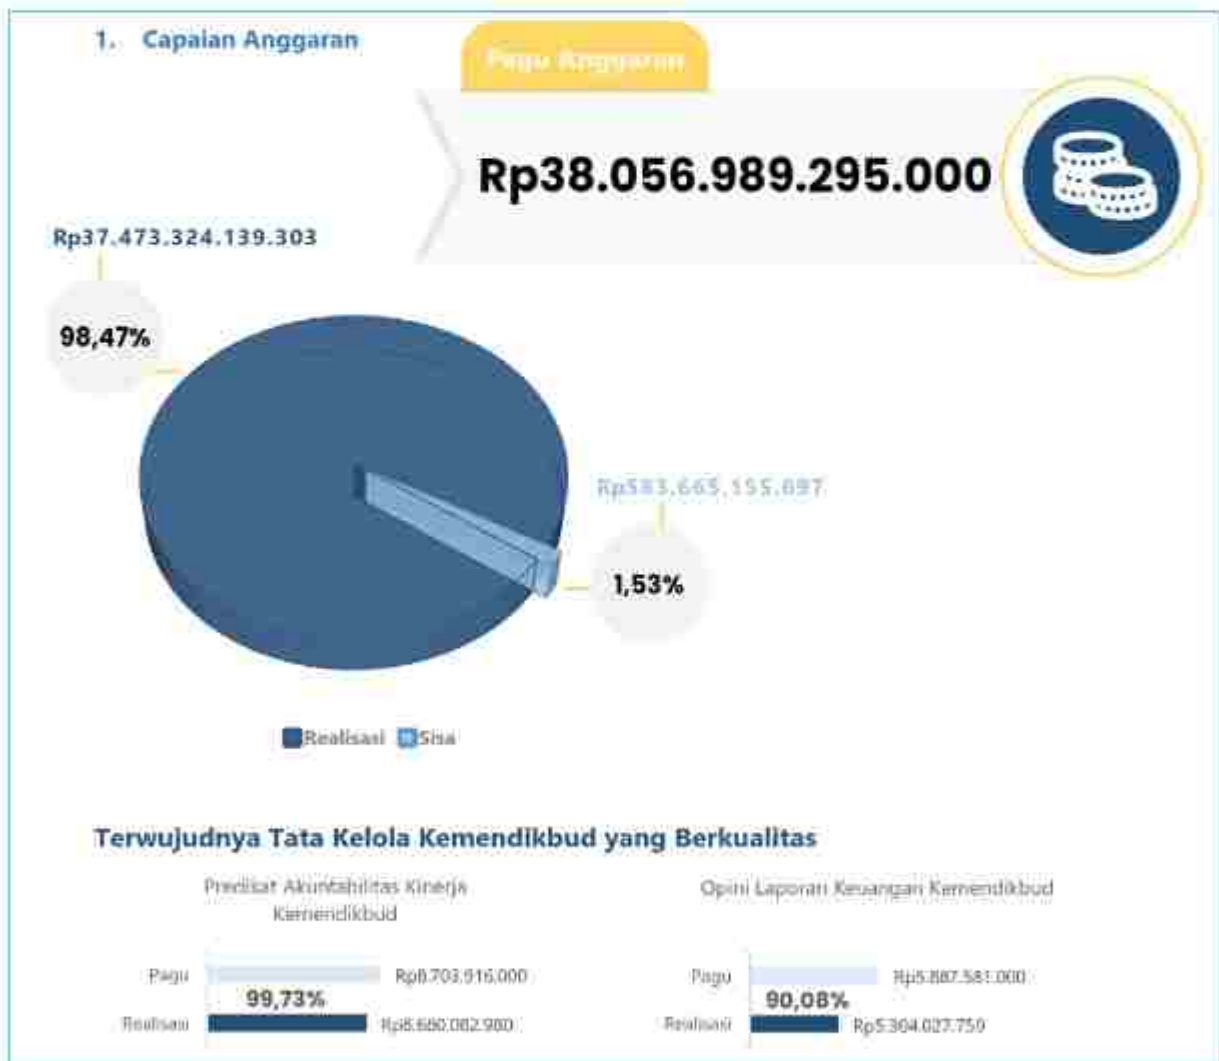 1. Capaian Anggaran
Pagu Anggaran
Rp38.056.989.295.000
Rp37.473.324.139.303
98,47%
Rp583,665,155,697
1,53%
Realisasi Sisa
Terwujudnya Tata Kelola Kemendikbud yang Berkualitas
Predikat Akuntabilitas Kinerja
Kemendikbud
Pagu
Rp8.703.916.000
99,73%
Realisasi
Rp8.680.082.980
Opini Laporan Keuangan Kemendikbud
Pagu
Rp5.887.581.000
90,08%
Realisasi
Rp5.304.027.759